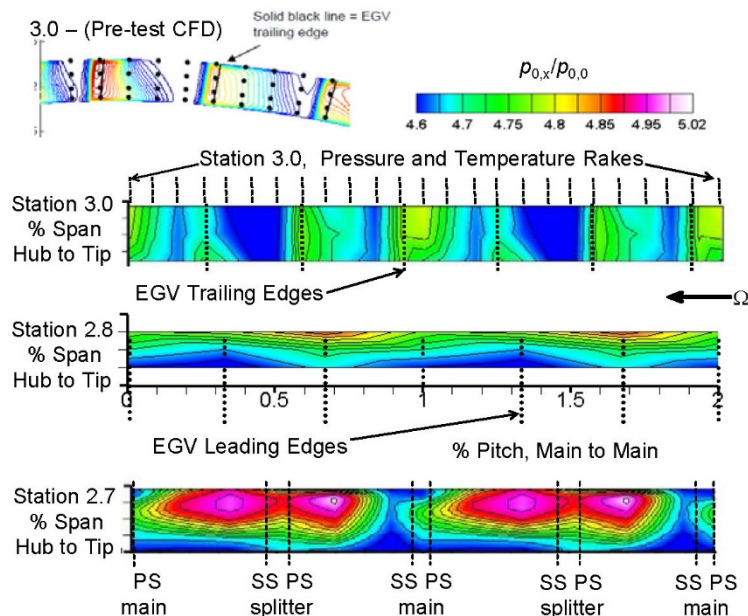 3.0 – (Pre-test CFD)
Solid black line = EGV
trailing edge
p0,x/p0,0
4.6 4.7 4.75 4.8 4.85 4.95 5.02
Station 3.0, Pressure and Temperature Rakes
Station 3.0
% Span
Hub to Tip
EGV Trailing Edges
Ω
Station 2.8
% Span
Hub to Tip
0 0.5 1 1.5 2
EGV Leading Edges
% Pitch, Main to Main
Station 2.7
% Span
Hub to Tip
PS SS PS SS PS SS PS SS PS
main splitter main splitter main